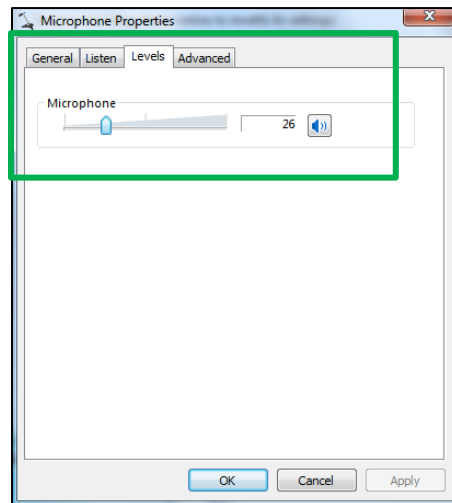 Microphone Properties
General Listen Levels Advanced
Microphone
26
OK Cancel Apply